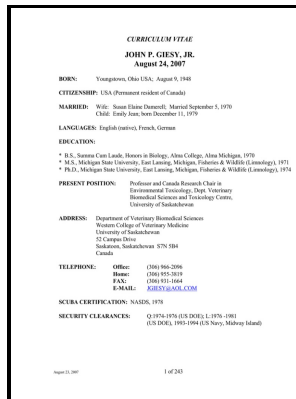 CURRICULUM VITAE
JOHN P. GIESY, JR.
August 24, 2007
BORN: Youngstown, Ohio USA; August 9, 1948
CITIZENSHIP: USA (Permanent resident of Canada)
MARRIED: Wife: Susan Elaine Damerell; Married September 5, 1970
Child: Emily Jean; born December 11, 1979
LANGUAGES: English (native), French, German
EDUCATION:
* B.S., Summa Cum Laude, Honors in Biology, Alma College, Alma Michigan, 1970
* M.S., Michigan State University, East Lansing, Michigan, Fisheries & Wildlife (Limnology), 1971
* Ph.D., Michigan State University, East Lansing, Michigan, Fisheries & Wildlife (Limnology), 1974
PRESENT POSITION: Professor and Canada Research Chair in
Environmental Toxicology, Dept. Veterinary
Biomedical Sciences and Toxicology Centre,
University of Saskatchewan
ADDRESS: Department of Veterinary Biomedical Sciences
Western College of Veterinary Medicine
University of Saskatchewan
52 Campus Drive
Saskatoon, Saskatchewan S7N 5B4
Canada
TELEPHONE: Office: (306) 966-2096
Home: (306) 955-3819
FAX: (306) 931-1664
E-MAIL: JGIESY@AOL.COM
SCUBA CERTIFICATION: NASDS, 1978
SECURITY CLEARANCES: Q:1974-1976 (US DOE); L:1976 -1981
(US DOE), 1993-1994 (US Navy, Midway Island)
August 23, 2007 1 of 243